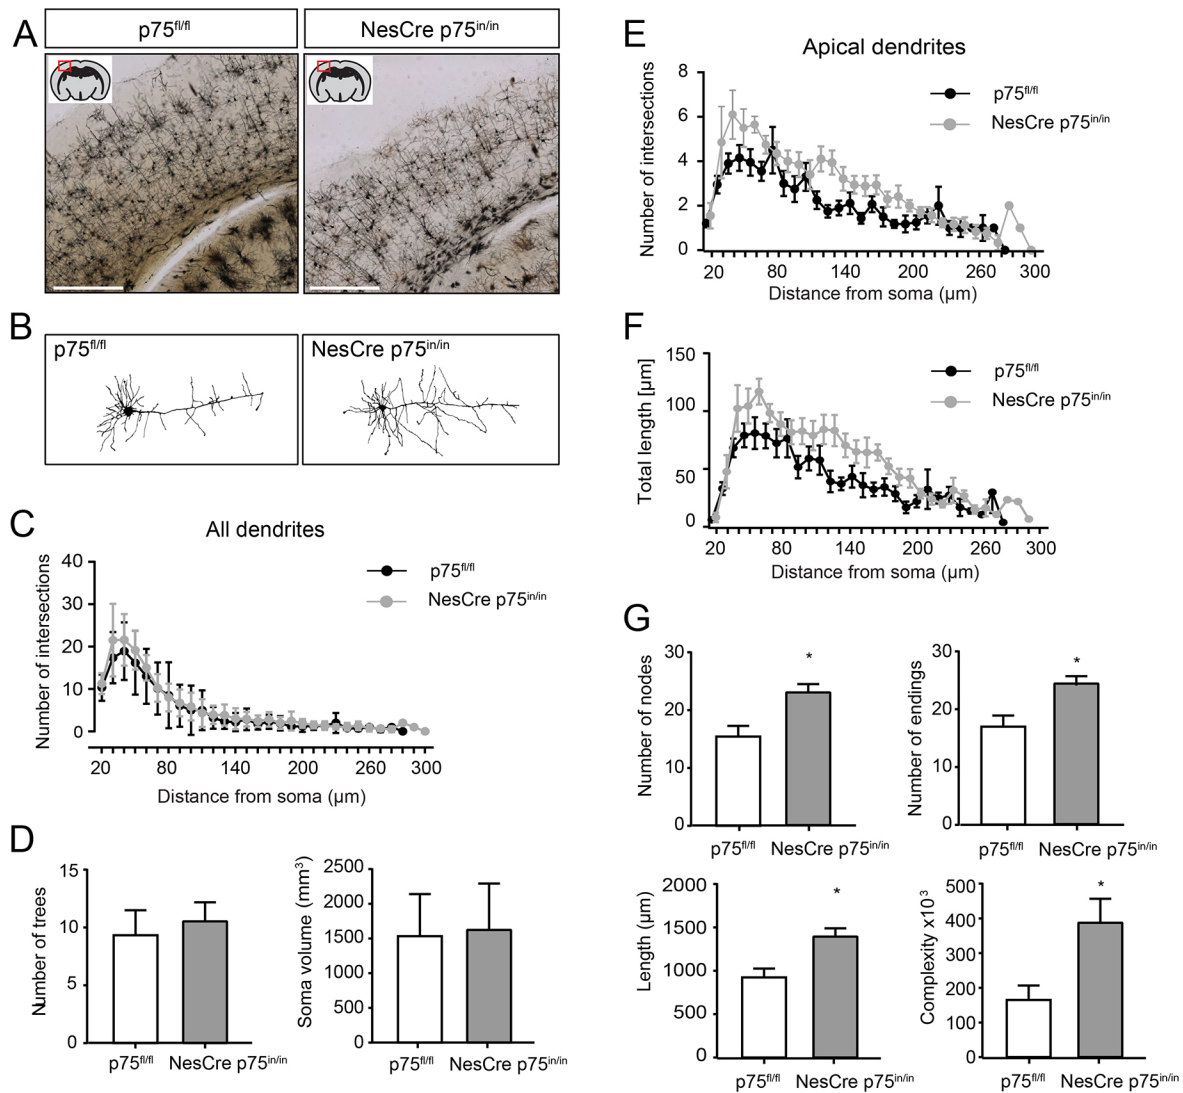 A
p75fl/fl
NesCre p75in/in
B
p75fl/fl
NesCre p75in/in
C
All dendrites
Number of intersections
40
30
20
10
0
p75fl/fl
NesCre p75in/in
20 80 140 200 260 300
Distance from soma (µm)
D
Number of trees
15
10
5
0
p75fl/fl NesCre p75in/in
Soma volume (mm³)
2500
2000
1500
1000
500
0
p75fl/fl NesCre p75in/in
E
Apical dendrites
Number of intersections
8
6
4
2
0
p75fl/fl
NesCre p75in/in
20 80 140 200 260 300
Distance from soma (µm)
F
Total length [µm]
150
100
50
0
p75fl/fl
NesCre p75in/in
20 80 140 200 260 300
Distance from soma (µm)
G
Number of nodes
30
20
10
0
*
p75fl/fl NesCre p75in/in
Number of endings
30
20
10
0
*
p75fl/fl NesCre p75in/in
Length (µm)
2000
1500
1000
500
0
*
p75fl/fl NesCre p75in/in
Complexity x10³
500
400
300
200
100
0
*
p75fl/fl NesCre p75in/in